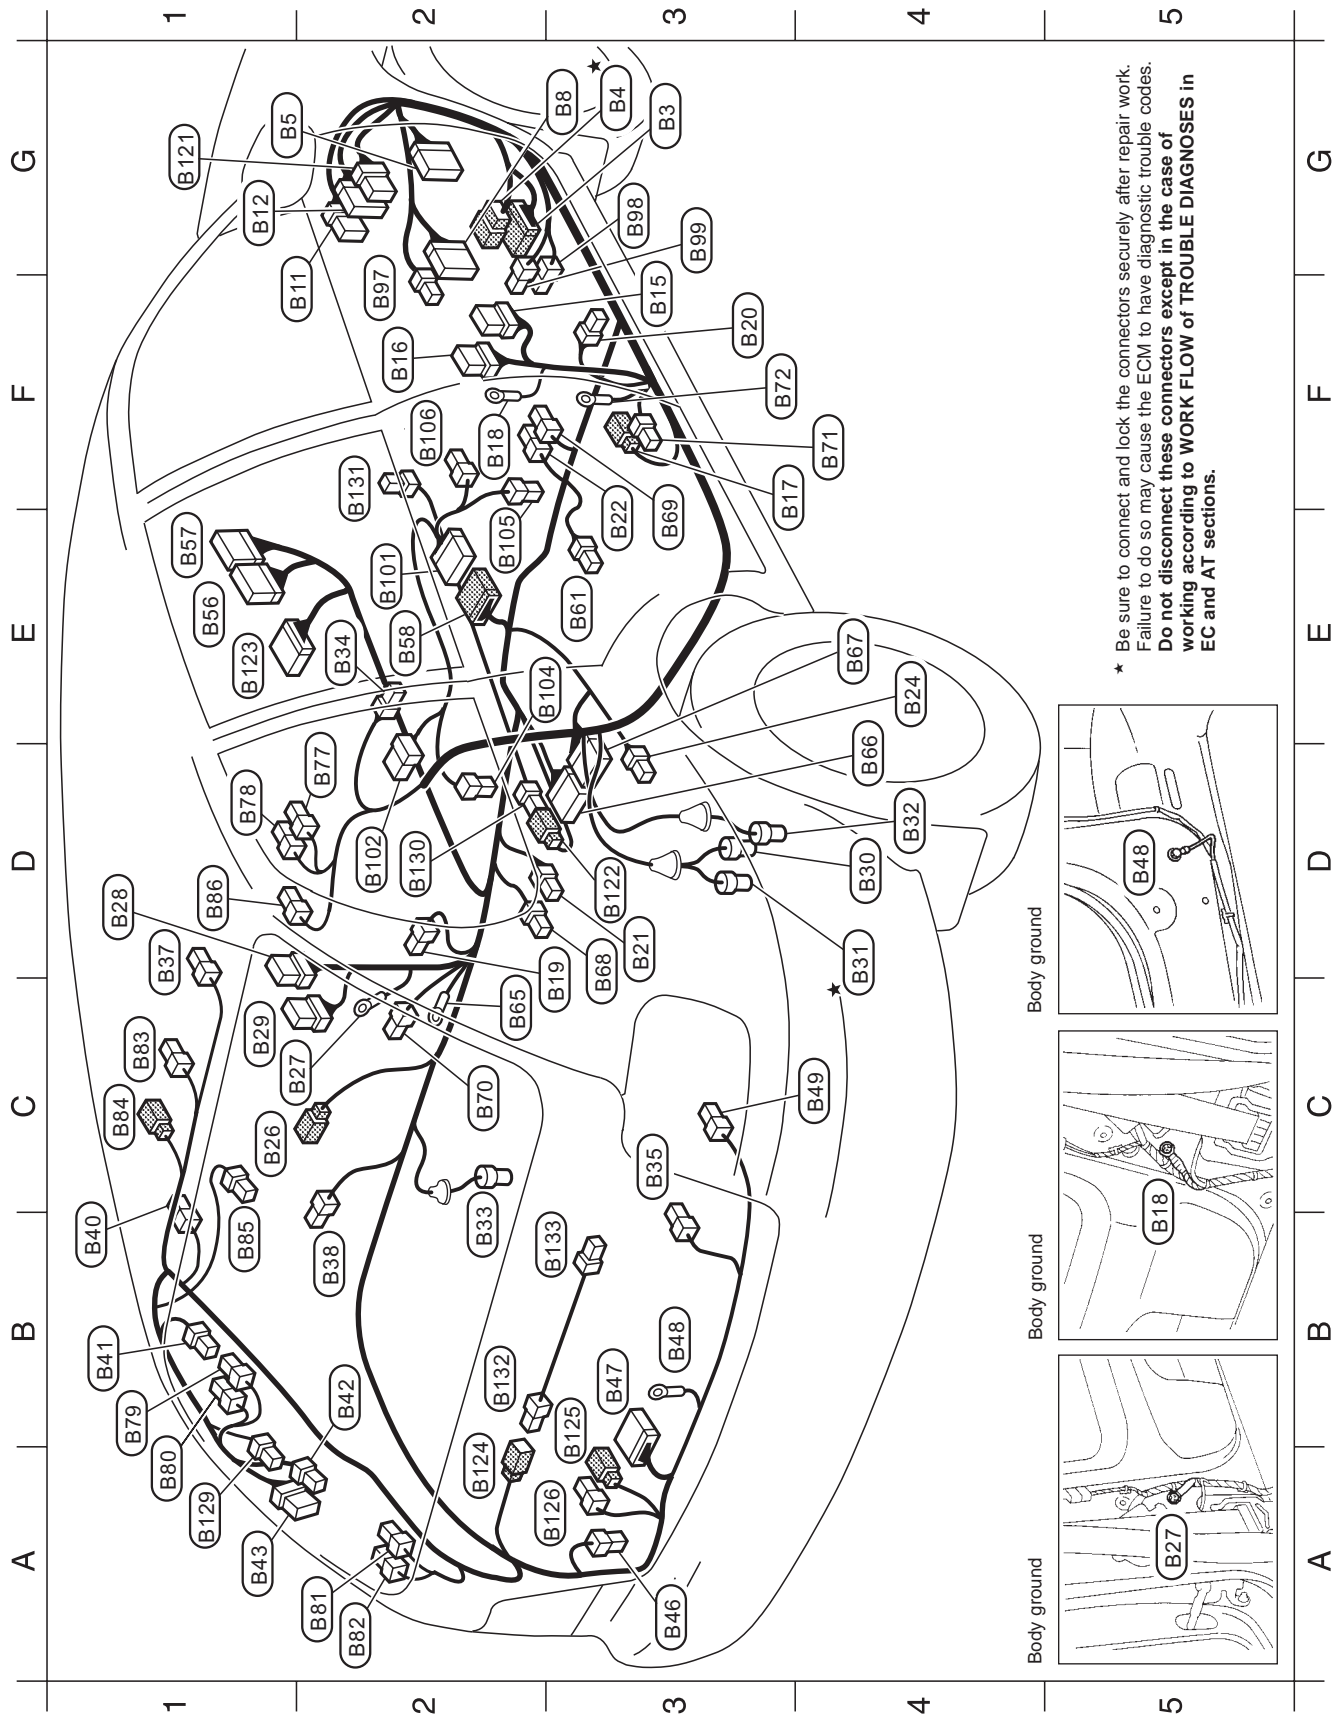 1
2
3
4
5
G
F
E
D
C
B
A
B121
B5
B8
B4
★
B3
B12
B11
B97
B98
B99
B15
B20
B16
B72
B106
B18
B71
B131
B17
B57
B105
B22
B69
B101
B56
B61
B58
B123
B34
B67
B104
B24
B77
B66
B78
B32
B102
B130
B30
B86
B122
B28
B21
B37
B31
★
B68
B19
B65
B29
B83
B27
B70
B49
B84
B26
B35
B40
B85
B33
B38
B133
B41
B48
B79
B132
B42
B47
B80
B125
B124
B129
B126
B43
B81
B82
B46
★ Be sure to connect and lock the connectors securely after repair work.
Failure to do so may cause the ECM to have diagnostic trouble codes.
Do not disconnect these connectors except in the case of
working according to WORK FLOW of TROUBLE DIAGNOSES in
EC and AT sections.
Body ground
B27
Body ground
B18
Body ground
B48
A
B
C
D
E
F
G
1
2
3
4
5